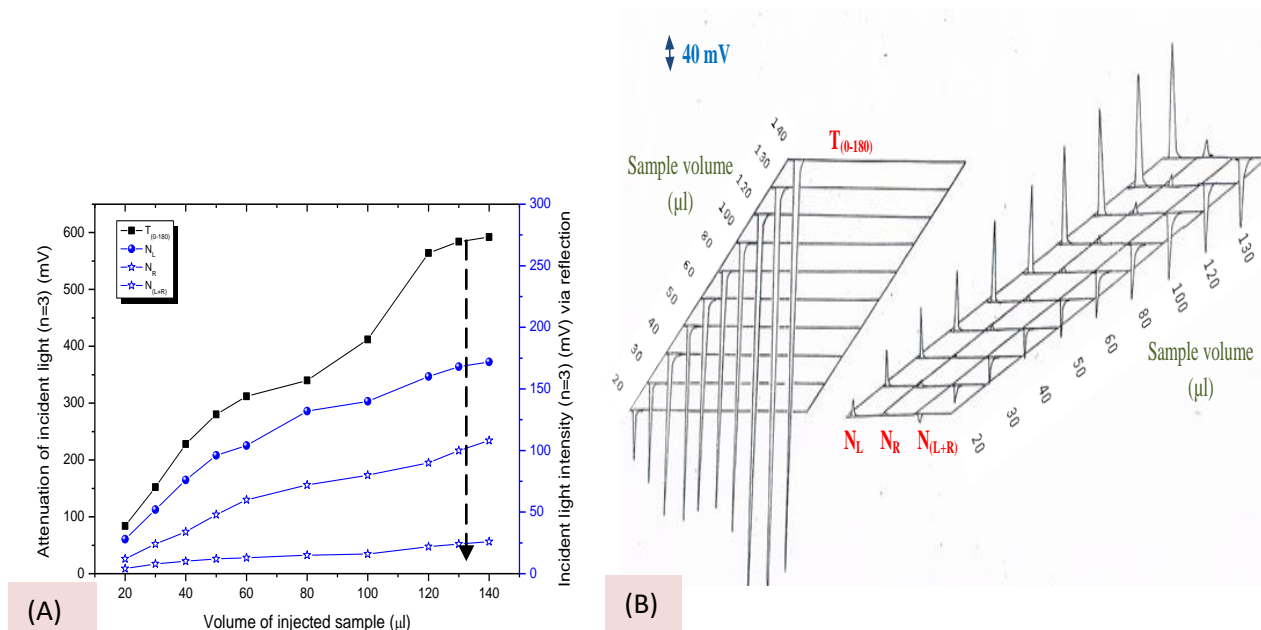 Attenuation of incident light (n=3) (mV)
600
500
400
300
200
100
0
T(0-180)
NL
NR
N(L+R)
300
250
200
150
100
50
0
Incident light intensity (n=3) (mV) via reflection
20 40 60 80 100 120 140
Volume of injected sample (µl)
(A)
40 mV
T(0-180)
Sample volume
(µl)
140
130
120
100
80
60
50
40
30
20
NL NR N(L+R)
20
30
40
50
60
80
100
120
130
Sample volume
(µl)
(B)